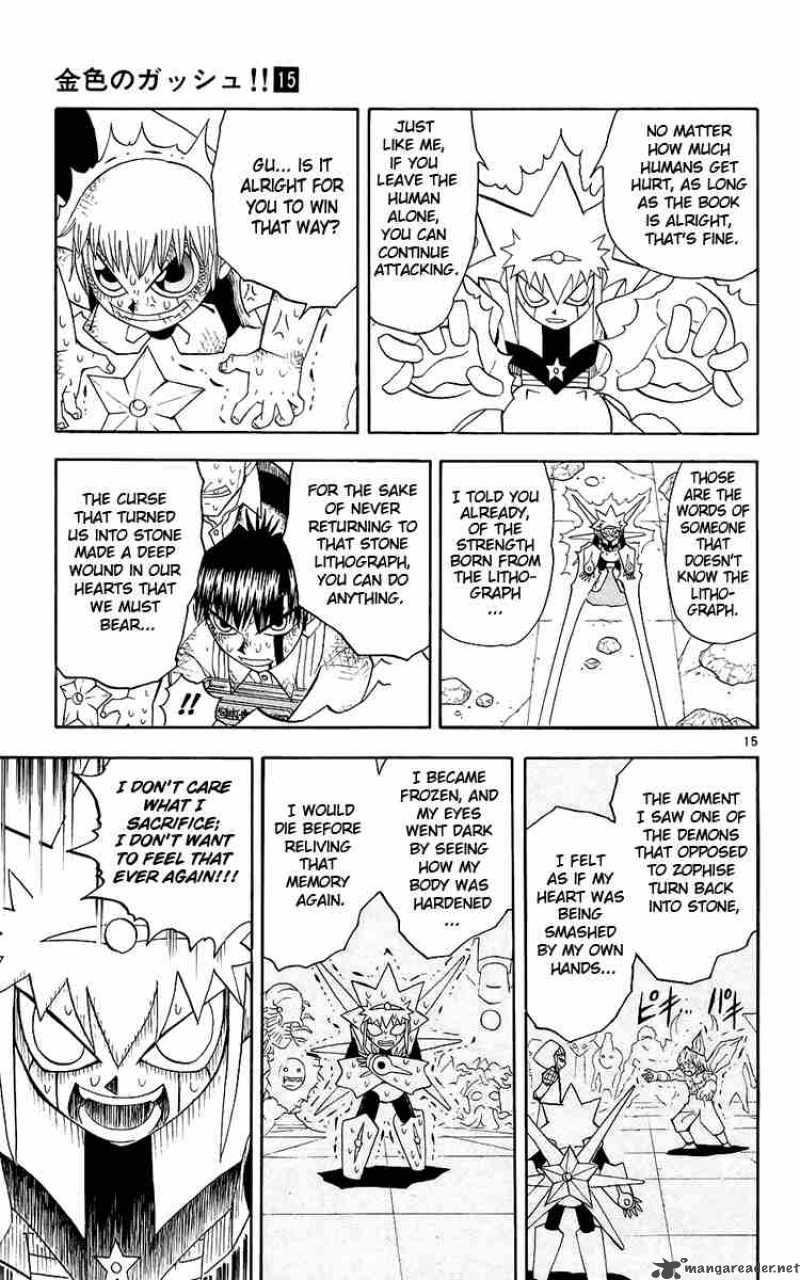 金色のガッシュ!! 15
NO MATTER
HOW MUCH
HUMANS GET
HURT, AS LONG
AS THE BOOK
IS ALRIGHT,
THAT'S FINE.
JUST
LIKE ME,
IF YOU
LEAVE THE
HUMAN
ALONE,
YOU CAN
CONTINUE
ATTACKING.
GU... IS IT
ALRIGHT FOR
YOU TO WIN
THAT WAY?
THOSE
ARE THE
WORDS OF
SOMEONE
THAT
DOESN'T
KNOW THE
LITHO-
GRAPH.
I TOLD YOU
ALREADY,
OF THE
STRENGTH
BORN FROM
THE LITHO-
GRAPH
...
FOR THE SAKE
OF NEVER
RETURNING TO
THAT STONE
LITHOGRAPH,
YOU CAN DO
ANYTHING.
THE CURSE
THAT TURNED
US INTO STONE
MADE A DEEP
WOUND IN OUR
HEARTS THAT
WE MUST
BEAR...
!!
15
THE MOMENT
I SAW ONE OF
THE DEMONS
THAT OPPOSED
TO ZOPHISE
TURN BACK
INTO STONE,
I FELT
AS IF MY
HEART WAS
BEING
SMASHED
BY MY OWN
HANDS...
パキ
ピキ
I BECAME
FROZEN, AND
MY EYES
WENT DARK
BY SEEING
HOW MY
BODY WAS
HARDENED
...
I WOULD
DIE BEFORE
RELIVING
THAT
MEMORY
AGAIN.
I DON'T CARE
WHAT I
SACRIFICE;
I DON'T WANT
TO FEEL THAT
EVER AGAIN!!!
mangareader.net